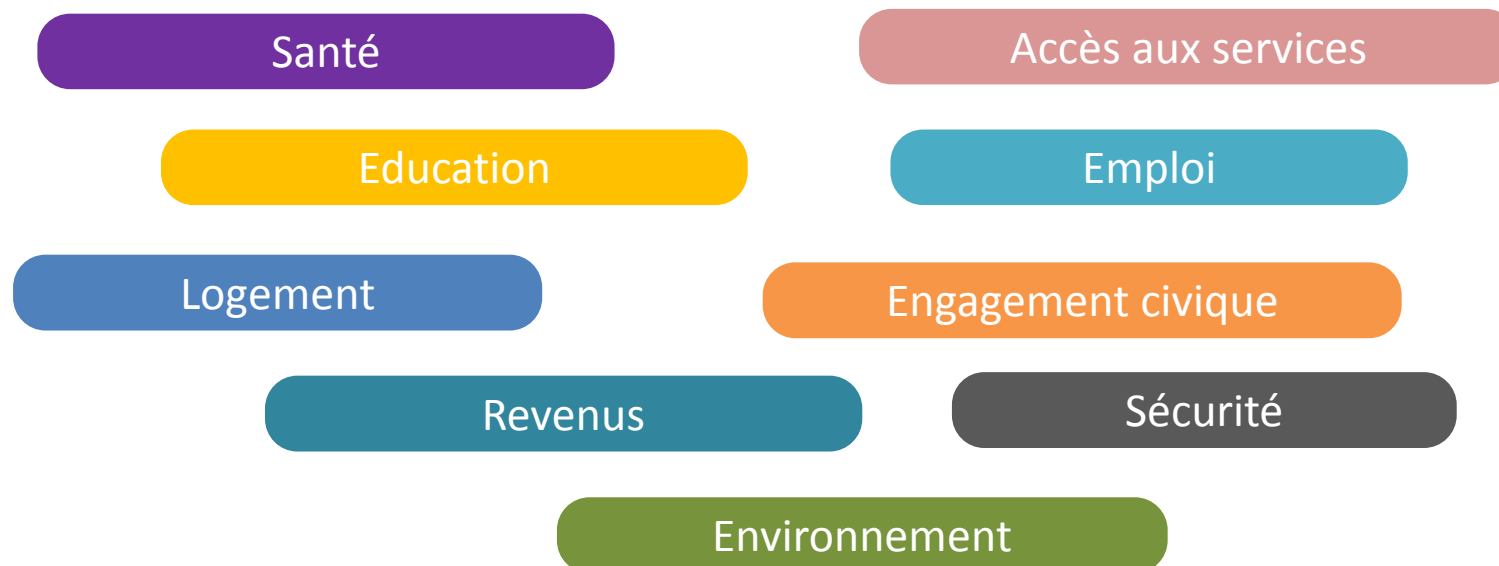 Santé
Accès aux services
Education
Emploi
Logement
Engagement civique
Revenus
Sécurité
Environnement